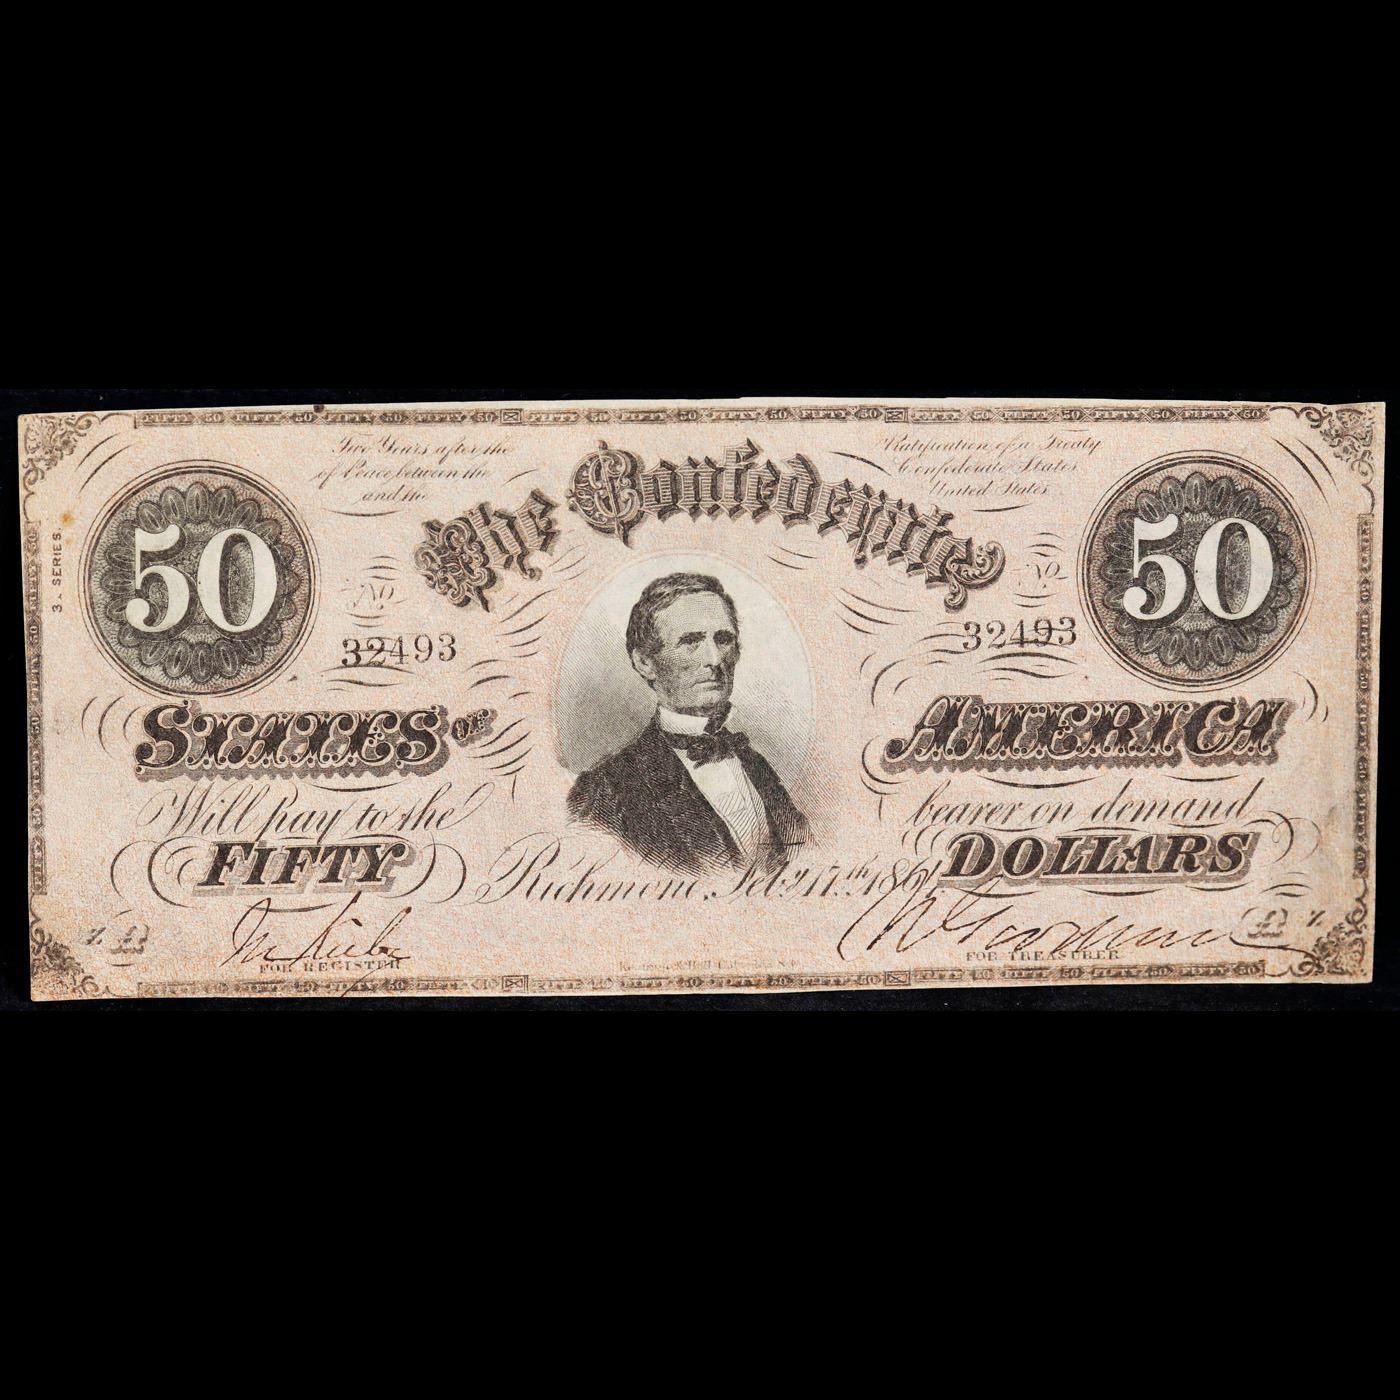 Two Years after the Ratification of a Treaty
of Peace between the Confederate States
and the United States
The Confederate
50 50
3D SERIES.
No. No.
32493 32493
STATES OF AMERICA
Will pay to the bearer on demand
FIFTY DOLLARS
Richmond, Feby. 17th. 1864
FOR REGISTER FOR TREASURER